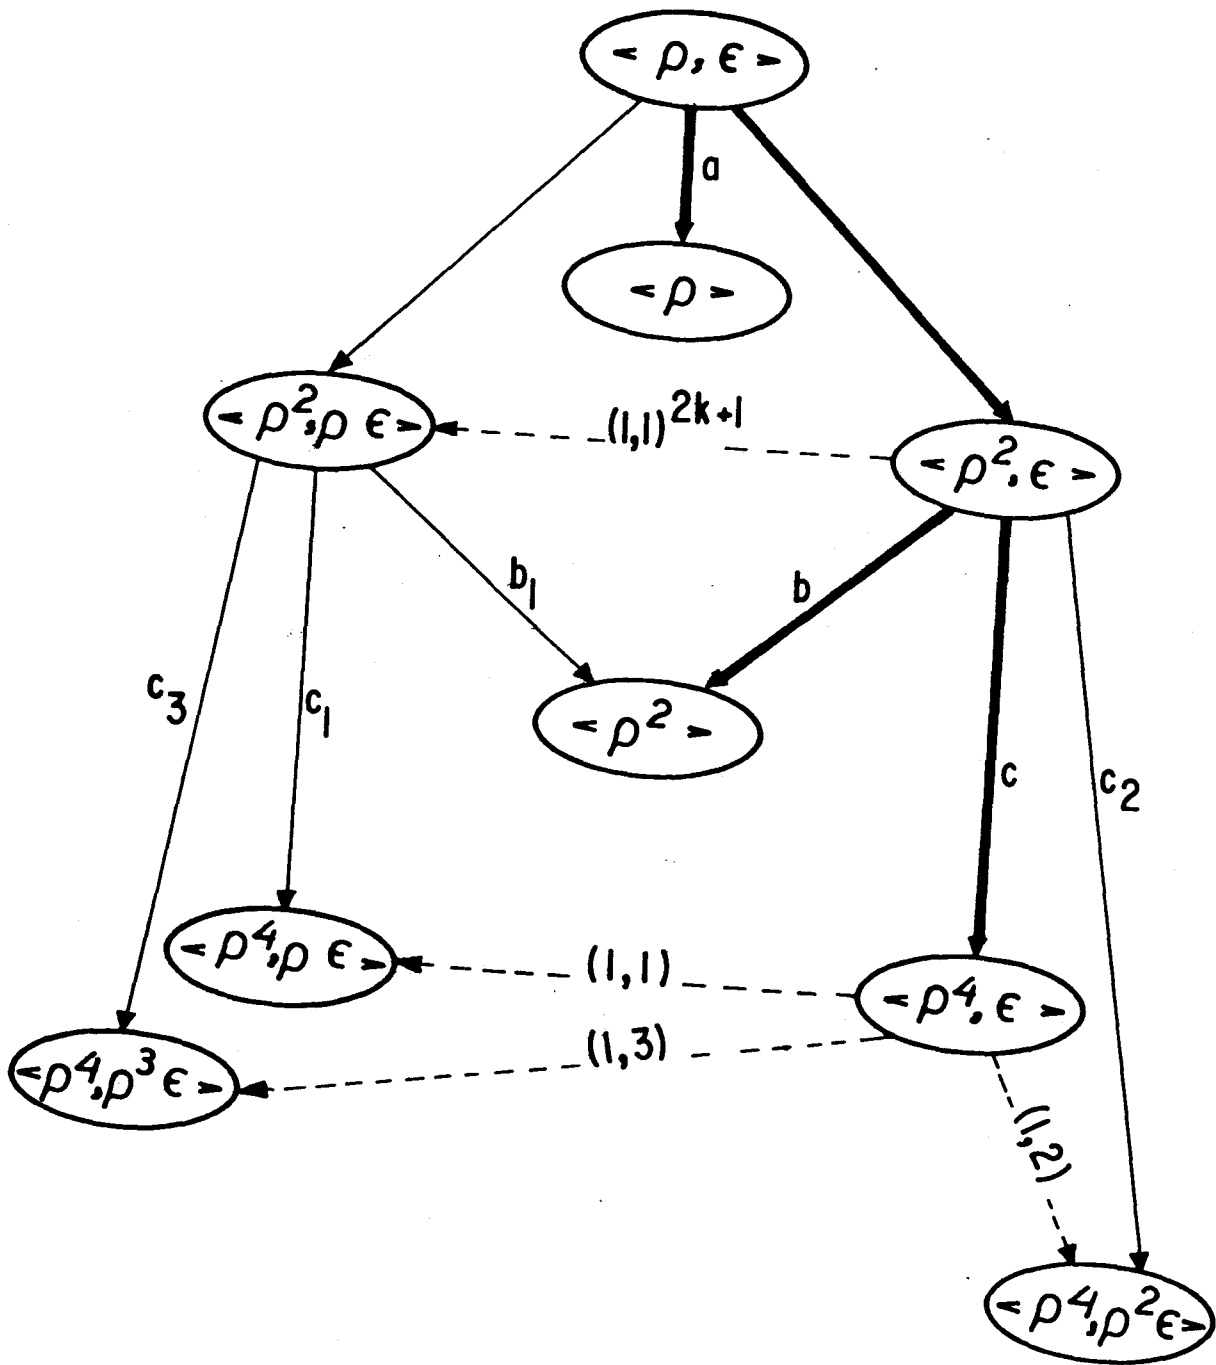 < ρ, ϵ >
a
< ρ >
< ρ², ρ ϵ >
(1,1)²ᵏ⁺¹
< ρ², ϵ >
b₁
b
c₃
c₁
< ρ² >
c
c₂
< ρ⁴, ρ ϵ >
(1,1)
< ρ⁴, ϵ >
(1,3)
< ρ⁴, ρ³ ϵ >
(1,2)
< ρ⁴, ρ² ϵ >